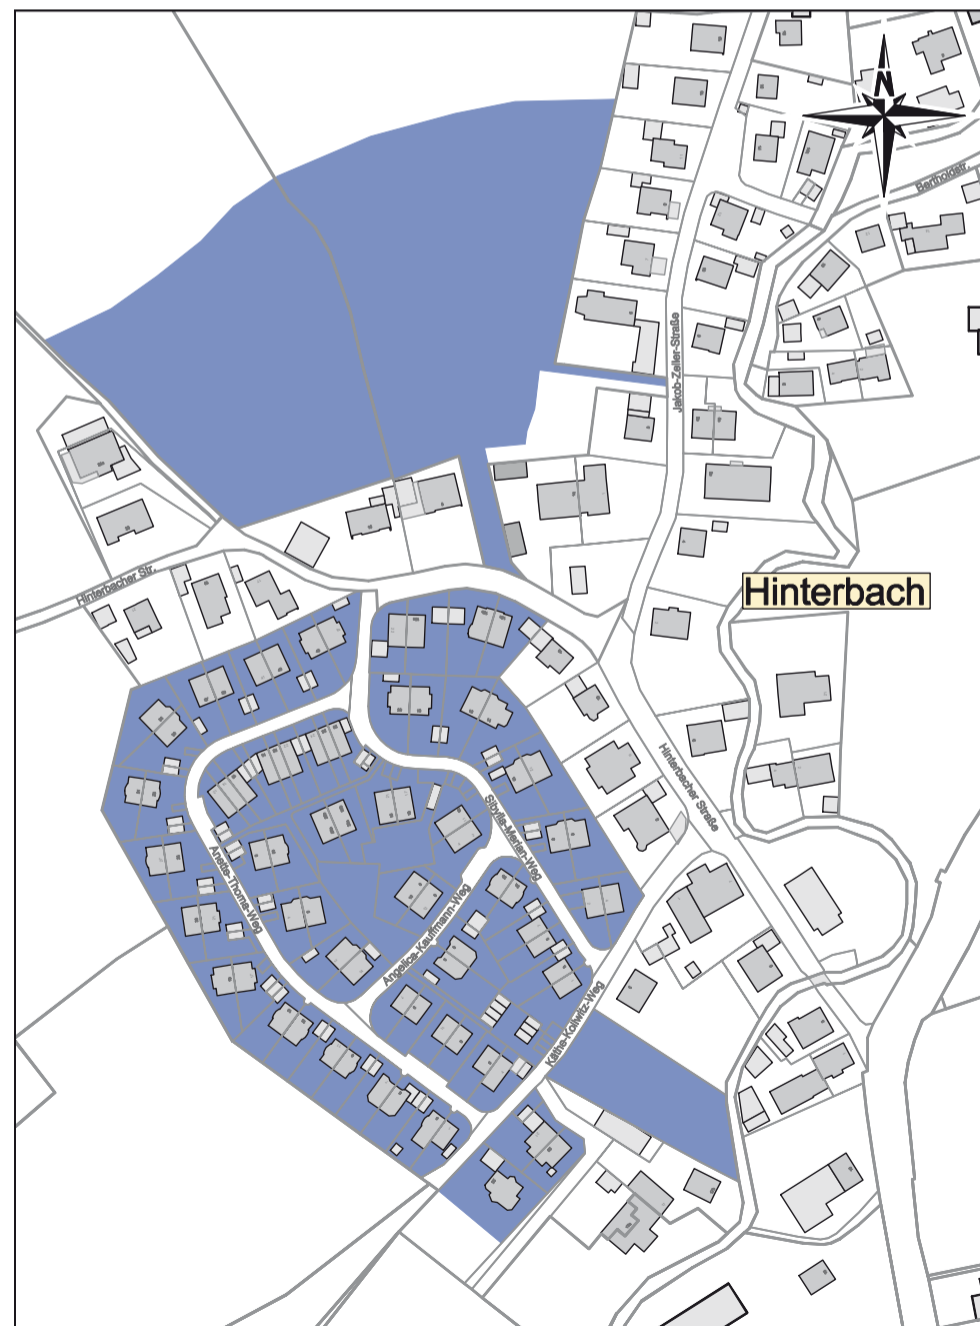 N
Bertholdstr.
Jakob-Zeller-Straße
Hinterbacher Str.
Hinterbach
Hinterbacher Straße
Sibylla-Merian-Weg
Anette-Thoma-Weg
Angelica-Kauffmann-Weg
Käthe-Kollwitz-Weg